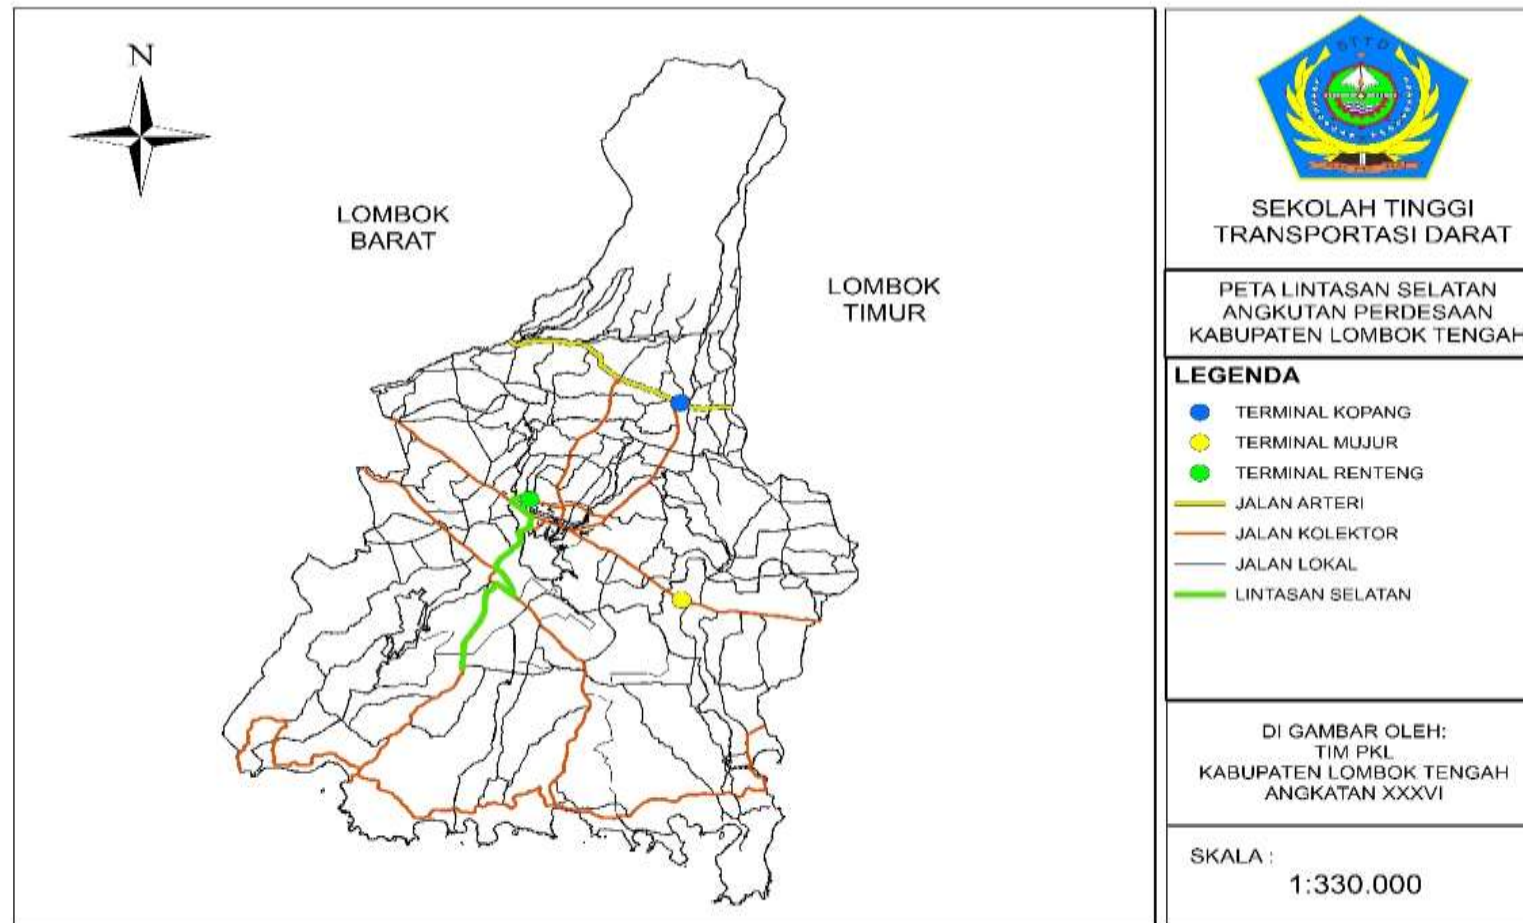 N
LOMBOK
BARAT
LOMBOK
TIMUR
STTD
SEKOLAH TINGGI
TRANSPORTASI DARAT
PETA LINTASAN SELATAN
ANGKUTAN PERDESAAN
KABUPATEN LOMBOK TENGAH
LEGENDA
TERMINAL KOPANG
TERMINAL MUJUR
TERMINAL RENTENG
JALAN ARTERI
JALAN KOLEKTOR
JALAN LOKAL
LINTASAN SELATAN
DI GAMBAR OLEH:
TIM PKL
KABUPATEN LOMBOK TENGAH
ANGKATAN XXXVI
SKALA :
1:330.000